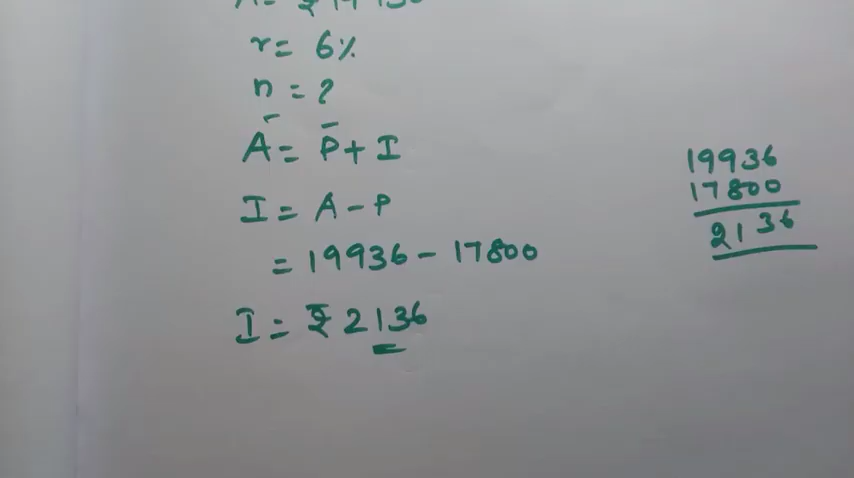 r = 6%
n = ?
A = P + I
I = A - P
= 19936 - 17800
I = ₹ 2136
19936
17800
2136